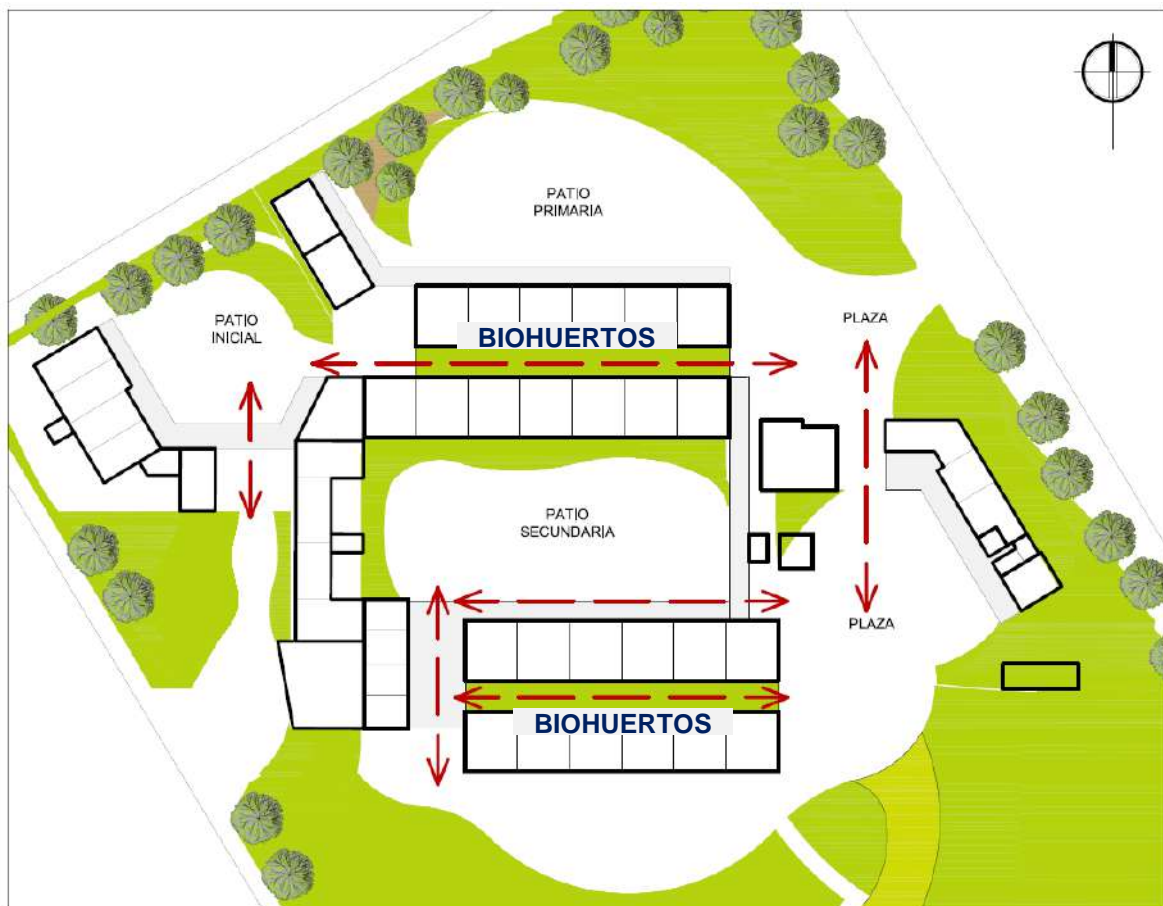 PATIO
PRIMARIA
PATIO
INICIAL
PLAZA
BIOHUERTOS
PATIO
SECUNDARIA
PLAZA
BIOHUERTOS